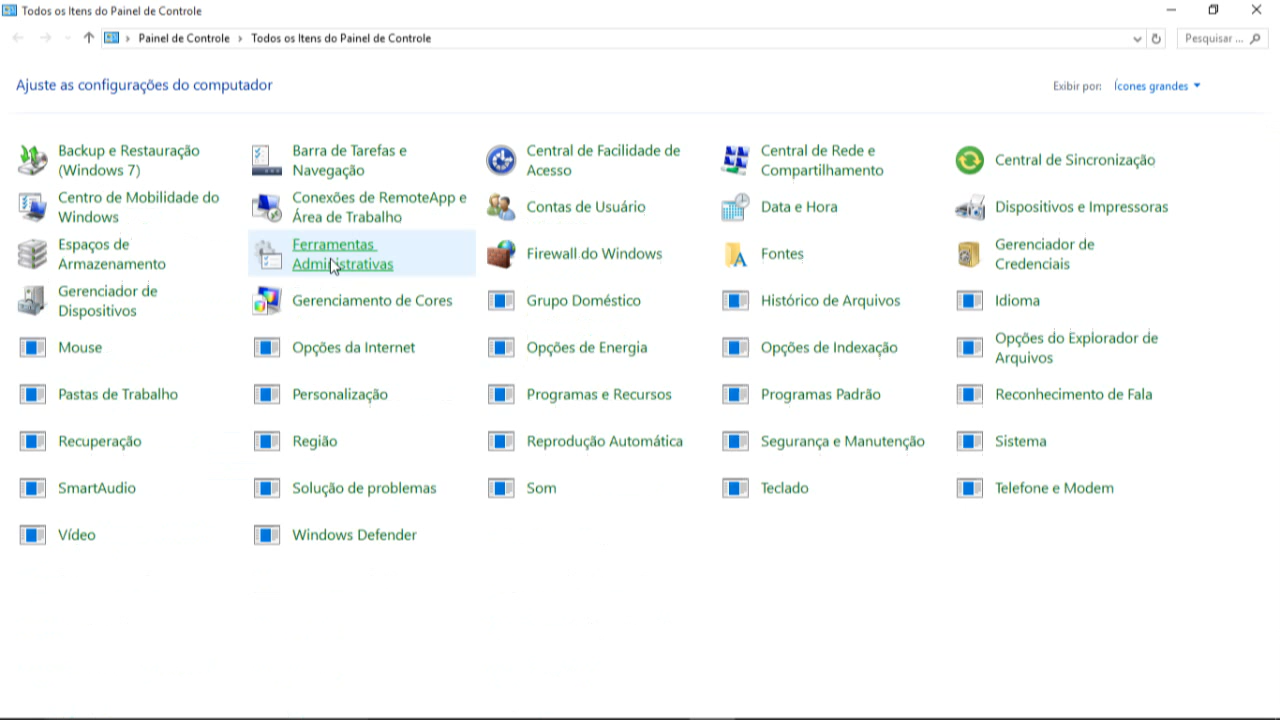 Todos os Itens do Painel de Controle
Painel de Controle › Todos os Itens do Painel de Controle
Pesquisar ...
Ajuste as configurações do computador
Exibir por: Ícones grandes
Backup e Restauração
(Windows 7)
Barra de Tarefas e
Navegação
Central de Facilidade de
Acesso
Central de Rede e
Compartilhamento
Central de Sincronização
Centro de Mobilidade do
Windows
Conexões de RemoteApp e
Área de Trabalho
Contas de Usuário
Data e Hora
Dispositivos e Impressoras
Espaços de
Armazenamento
Ferramentas
Administrativas
Firewall do Windows
Fontes
Gerenciador de
Credenciais
Gerenciador de
Dispositivos
Gerenciamento de Cores
Grupo Doméstico
Histórico de Arquivos
Idioma
Mouse
Opções da Internet
Opções de Energia
Opções de Indexação
Opções do Explorador de
Arquivos
Pastas de Trabalho
Personalização
Programas e Recursos
Programas Padrão
Reconhecimento de Fala
Recuperação
Região
Reprodução Automática
Segurança e Manutenção
Sistema
SmartAudio
Solução de problemas
Som
Teclado
Telefone e Modem
Vídeo
Windows Defender